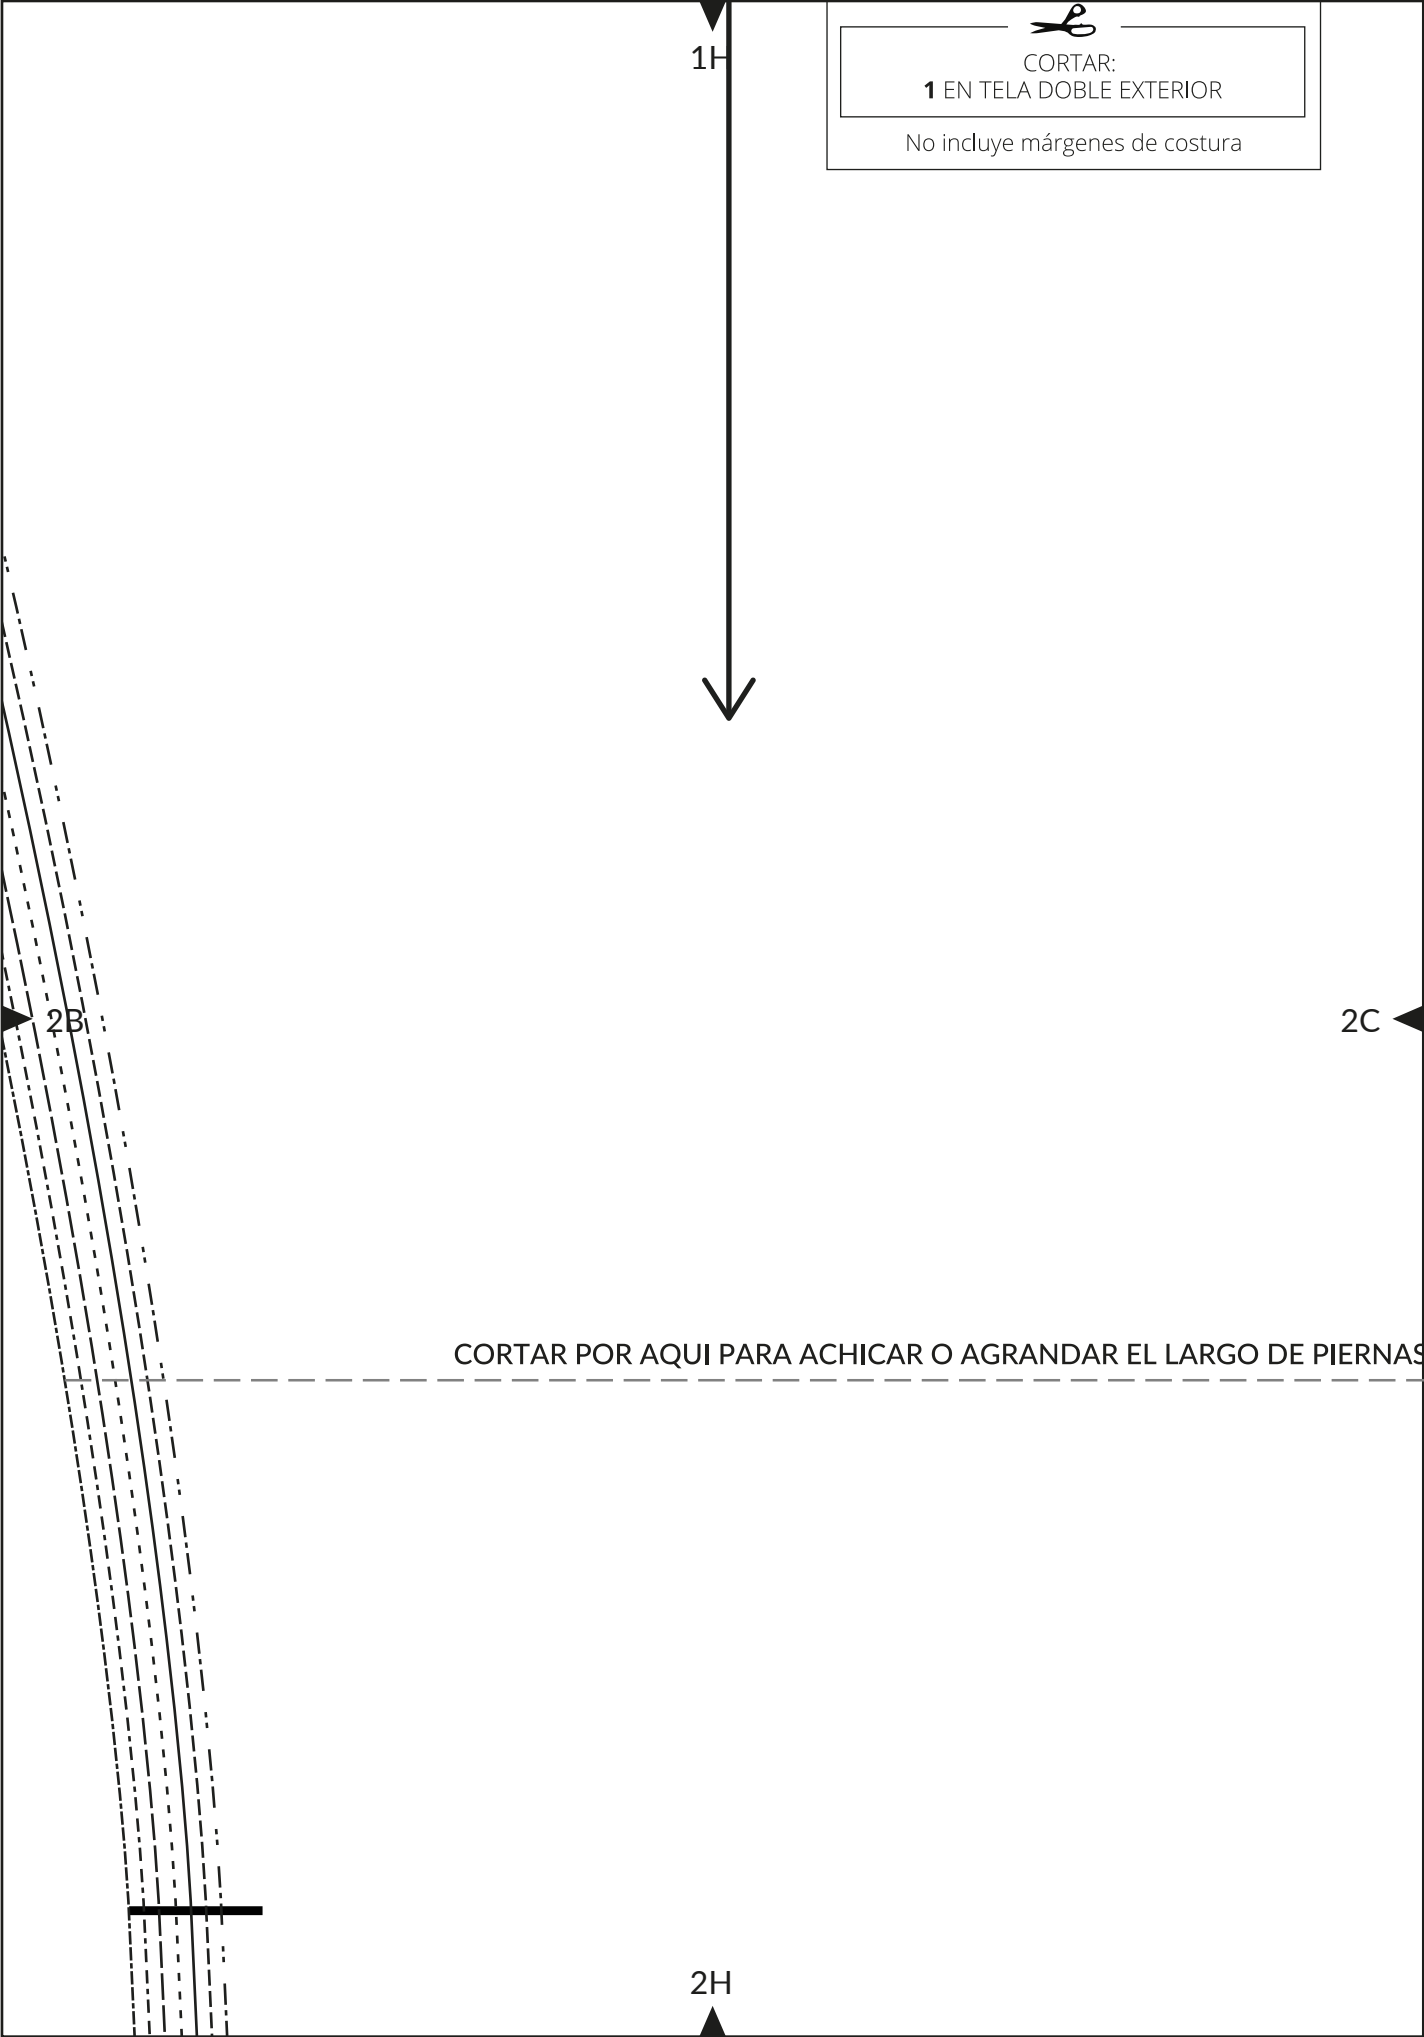 1H
CORTAR:
1 EN TELA DOBLE EXTERIOR
No incluye márgenes de costura
2B
2C
CORTAR POR AQUI PARA ACHICAR O AGRANDAR EL LARGO DE PIERNAS
2H